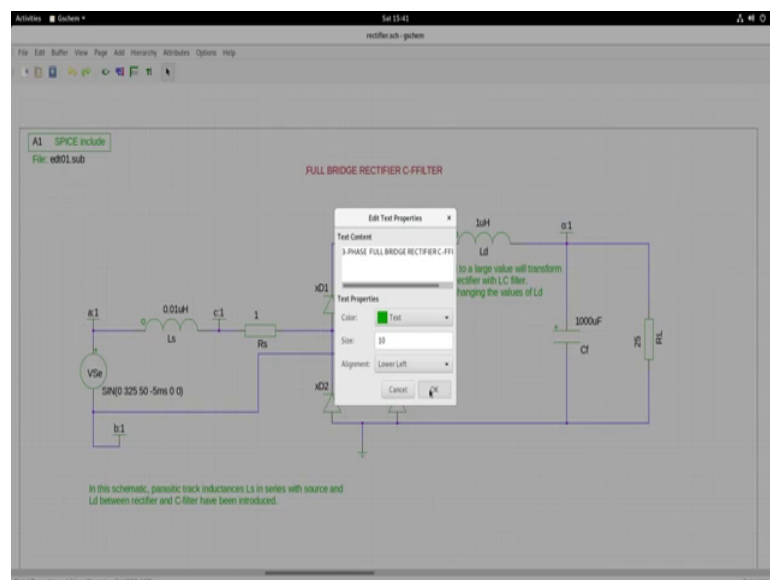 Activities Gschem Sat 15:41
rectifier.sch - gschem
File Edit Buffer View Page Add Hierarchy Attributes Options Help
A1 SPICE include
File: edt01.sub
FULL BRIDGE RECTIFIER C-FFILTER
Edit Text Properties
Text Content
3-PHASE FULL BRIDGE RECTIFIER C-FFI
Text Properties
Color: Text
Size: 10
Alignment: Lower Left
Cancel OK
1uH
Ld
o:1
to a large value will transform
ectifier with LC filter.
hanging the values of Ld
xD1
a:1
0.01uH
Ls
c:1
1
Rs
1000uF
Cf
25
RL
VSe
SIN(0 325 50 -5ms 0 0)
xD2
b:1
In this schematic, parasitic track inductances Ls in series with source and
Ld between rectifier and C-filter have been introduced.